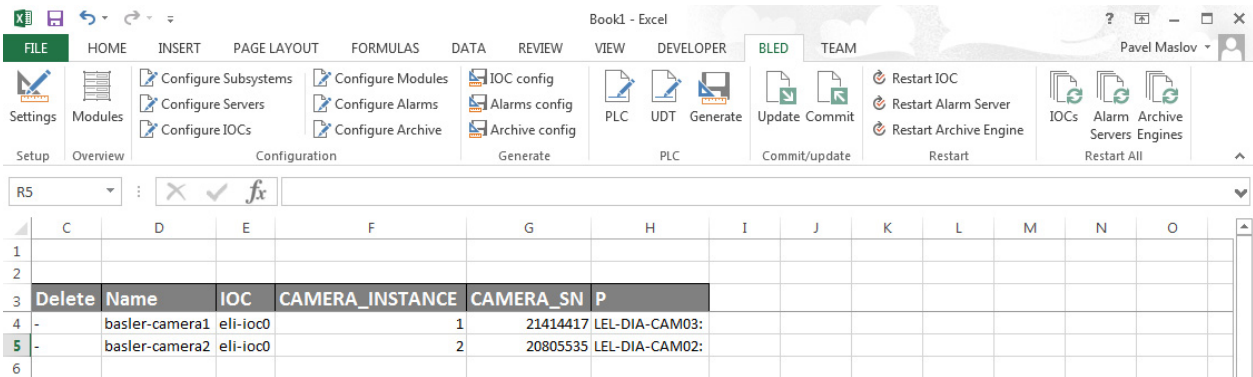 Book1 - Excel
?
FILE HOME INSERT PAGE LAYOUT FORMULAS DATA REVIEW VIEW DEVELOPER BLED TEAM Pavel Maslov
Configure Subsystems Configure Modules IOC config Restart IOC
Configure Servers Configure Alarms Alarms config Restart Alarm Server
Settings Modules PLC UDT Generate Update Commit IOCs Alarm Archive
Configure IOCs Configure Archive Archive config Restart Archive Engine Servers Engines
Setup Overview Configuration Generate PLC Commit/update Restart Restart All
R5 fx
C D E F G H I J K L M N O
1
2
3 Delete Name IOC CAMERA_INSTANCE CAMERA_SN P
4 - basler-camera1 eli-ioc0 1 21414417 LEL-DIA-CAM03:
5 - basler-camera2 eli-ioc0 2 20805535 LEL-DIA-CAM02:
6